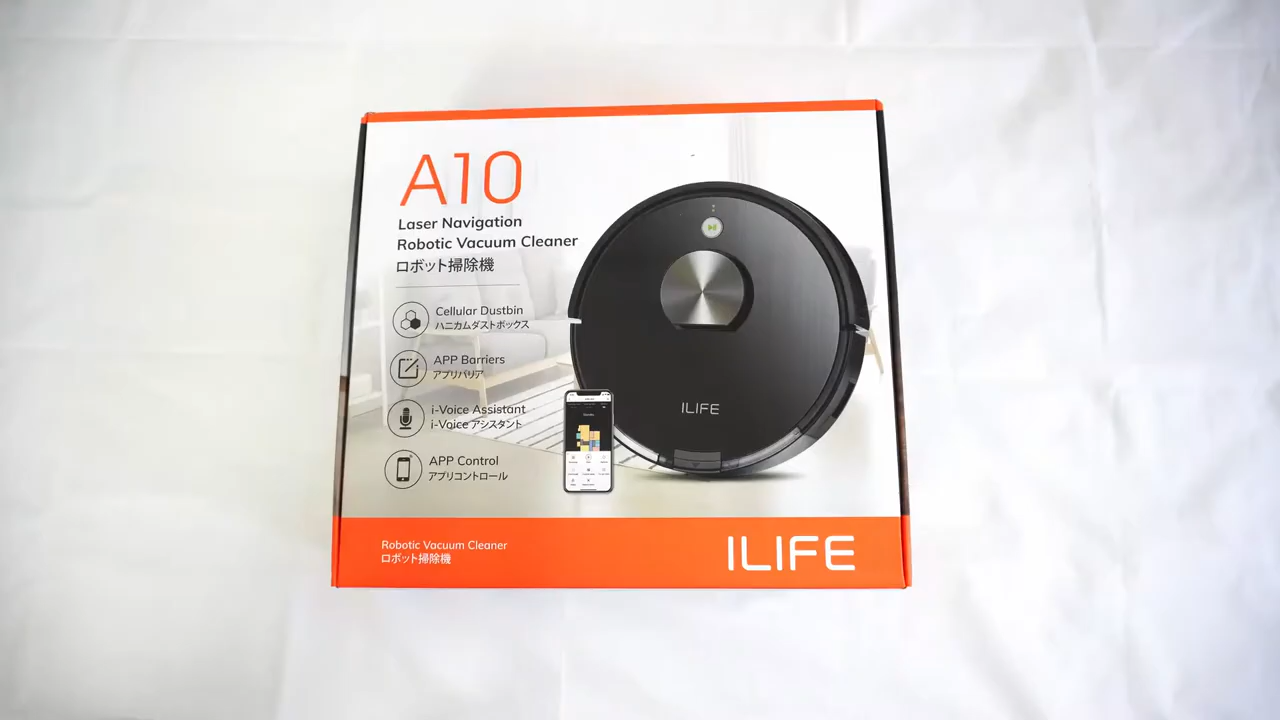 A10
Laser Navigation
Robotic Vacuum Cleaner
ロボット掃除機
Cellular Dustbin
ハニカムダストボックス
APP Barriers
アプリバリア
i-Voice Assistant
i-Voice アシスタント
APP Control
アプリコントロール
ILIFE
Robotic Vacuum Cleaner
ロボット掃除機
ILIFE